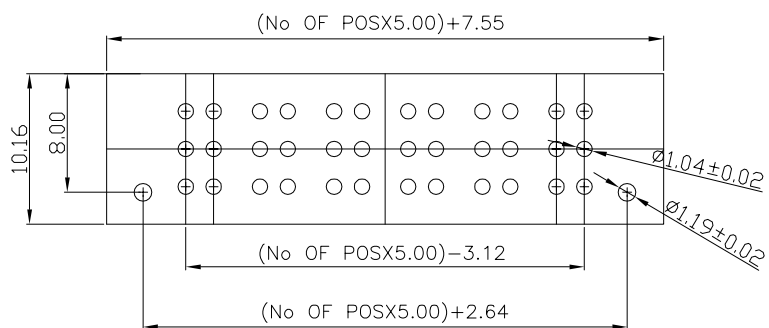 (No OF POSX5.00)+7.55
10.16
8.00
Ø1.04±0.02
Ø1.19±0.02
(No OF POSX5.00)-3.12
(No OF POSX5.00)+2.64